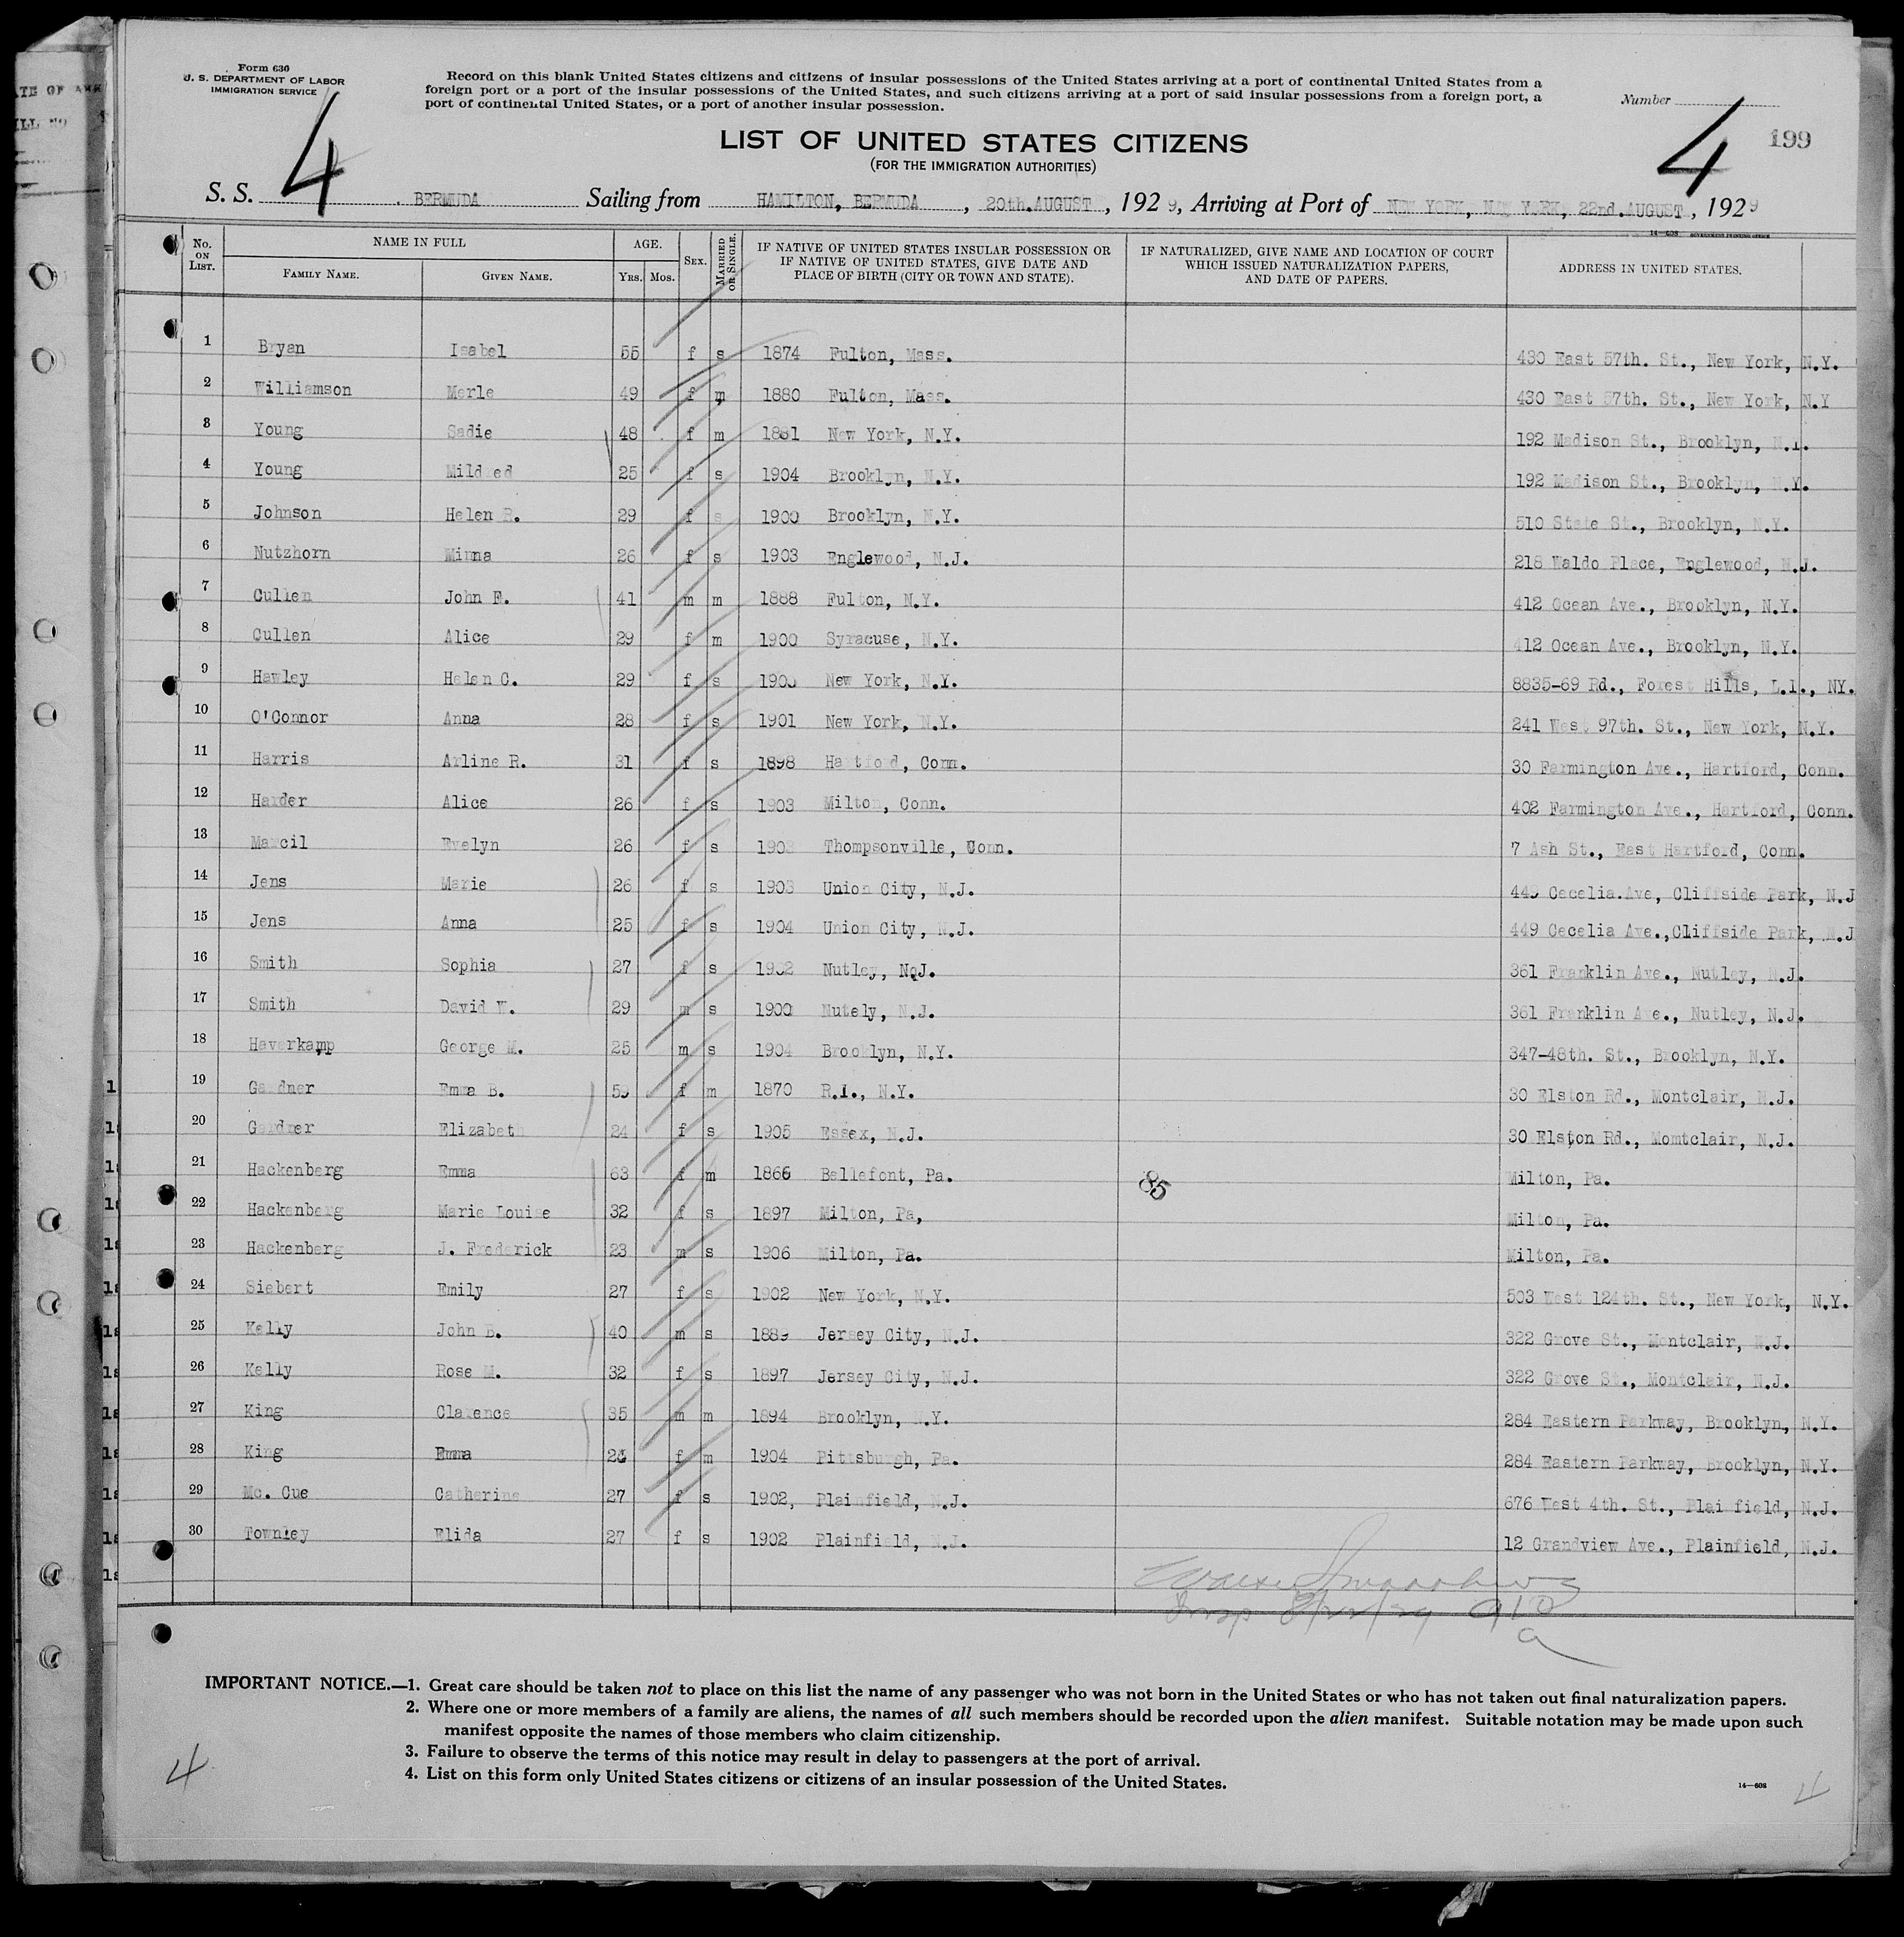 Form 630
U. S. DEPARTMENT OF LABOR
IMMIGRATION SERVICE
Record on this blank United States citizens and citizens of insular possessions of the United States arriving at a port of continental United States from a
foreign port or a port of the insular possessions of the United States, and such citizens arriving at a port of said insular possessions from a foreign port, a
port of continental United States, or a port of another insular possession.
Number
4
4
199
LIST OF UNITED STATES CITIZENS
(FOR THE IMMIGRATION AUTHORITIES)
S. S. BERMUDA Sailing from HAMILTON, BERMUDA, 20th.AUGUST, 1929, Arriving at Port of NEW YORK, NEW YORK, 22nd.AUGUST, 1929
14—608 GOVERNMENT PRINTING OFFICE
No. ON LIST. NAME IN FULL FAMILY NAME. GIVEN NAME. AGE. YRS. MOS. SEX. MARRIED OR SINGLE. IF NATIVE OF UNITED STATES INSULAR POSSESSION OR IF NATIVE OF UNITED STATES, GIVE DATE AND PLACE OF BIRTH (CITY OR TOWN AND STATE). IF NATURALIZED, GIVE NAME AND LOCATION OF COURT WHICH ISSUED NATURALIZATION PAPERS, AND DATE OF PAPERS. ADDRESS IN UNITED STATES.
1 Bryan Isabel 55 f s 1874 Fulton, Mass. 430 East 57th. St., New York, N.Y.
2 Williamson Merle 49 f m 1880 Fulton, Mass. 430 East 57th. St., New York, N.Y
3 Young Sadie 48 f m 1881 New York, N.Y. 192 Madison St., Brooklyn, N.Y.
4 Young Mildred 25 f s 1904 Brooklyn, N.Y. 192 Madison St., Brooklyn, N.Y.
5 Johnson Helen R. 29 f s 1900 Brooklyn, N.Y. 510 State St., Brooklyn, N.Y.
6 Nutzhorn Minna 26 f s 1903 Englewood, N.J. 218 Waldo Place, Englewood, N.J.
7 Cullen John F. 41 m m 1888 Fulton, N.Y. 412 Ocean Ave., Brooklyn, N.Y.
8 Cullen Alice 29 f m 1900 Syracuse, N.Y. 412 Ocean Ave., Brooklyn, N.Y.
9 Hawley Helen C. 29 f s 1900 New York, N.Y. 8835-69 Rd., Forest Hills, L.I., NY.
10 O'Connor Anna 28 f s 1901 New York, N.Y. 241 West 97th. St., New York, N.Y.
11 Harris Arline R. 31 f s 1898 Hartford, Conn. 30 Farmington Ave., Hartford, Conn.
12 Harder Alice 26 f s 1903 Milton, Conn. 402 Farmington Ave., Hartford, Conn.
13 Marcil Evelyn 26 f s 1903 Thompsonville, Conn. 7 Ash St., East Hartford, Conn.
14 Jens Marie 26 f s 1903 Union City, N.J. 449 Cecelia.Ave, Cliffside Park, N.J
15 Jens Anna 25 f s 1904 Union City, N.J. 449 Cecelia Ave.,Cliffside Park, N.J
16 Smith Sophia 27 f s 1902 Nutley, N.J. 361 Franklin Ave., Nutley, N.J.
17 Smith David W. 29 m s 1900 Nutely, N.J. 361 Franklin Ave., Nutley, N.J.
18 Haverkamp George M. 25 m s 1904 Brooklyn, N.Y. 347-48th. St., Brooklyn, N.Y.
19 Gardner Emma B. 59 f m 1870 R.I., N.Y. 30 Elston Rd., Montclair, N.J.
20 Gardner Elizabeth 24 f s 1905 Essex, N.J. 30 Elston Rd., Momtclair, N.J.
21 Hackenberg Emma 63 f m 1866 Bellefont, Pa. 85 Milton, Pa.
22 Hackenberg Marie Louise 32 f s 1897 Milton, Pa, Milton, Pa.
23 Hackenberg J. Frederick 23 m s 1906 Milton, Pa. Milton, Pa.
24 Siebert Emily 27 f s 1902 New York, N.Y. 503 West 124th. St., New York, N.Y.
25 Kelly John B. 40 m s 1889 Jersey City, N.J. 322 Grove St., Montclair, N.J.
26 Kelly Rose M. 32 f s 1897 Jersey City, N.J. 322 Grove St., Montclair, N.J.
27 King Clarence 35 m m 1894 Brooklyn, N.Y. 284 Eastern Parkway, Brooklyn, N.Y.
28 King Emma 25 f m 1904 Pittsburgh, Pa. 284 Eastern Parkway, Brooklyn, N.Y.
29 Mc. Cue Catherine 27 f s 1902, Plainfield, N.J. 676 West 4th. St., Plai field, N.J.
30 Townley Elida 27 f s 1902 Plainfield, N.J. 12 Grandview Ave., Plainfield, N.J.
Insp 8/22/29
IMPORTANT NOTICE.—1. Great care should be taken not to place on this list the name of any passenger who was not born in the United States or who has not taken out final naturalization papers.
2. Where one or more members of a family are aliens, the names of all such members should be recorded upon the alien manifest. Suitable notation may be made upon such
manifest opposite the names of those members who claim citizenship.
3. Failure to observe the terms of this notice may result in delay to passengers at the port of arrival.
4. List on this form only United States citizens or citizens of an insular possession of the United States.
14—608
4
4